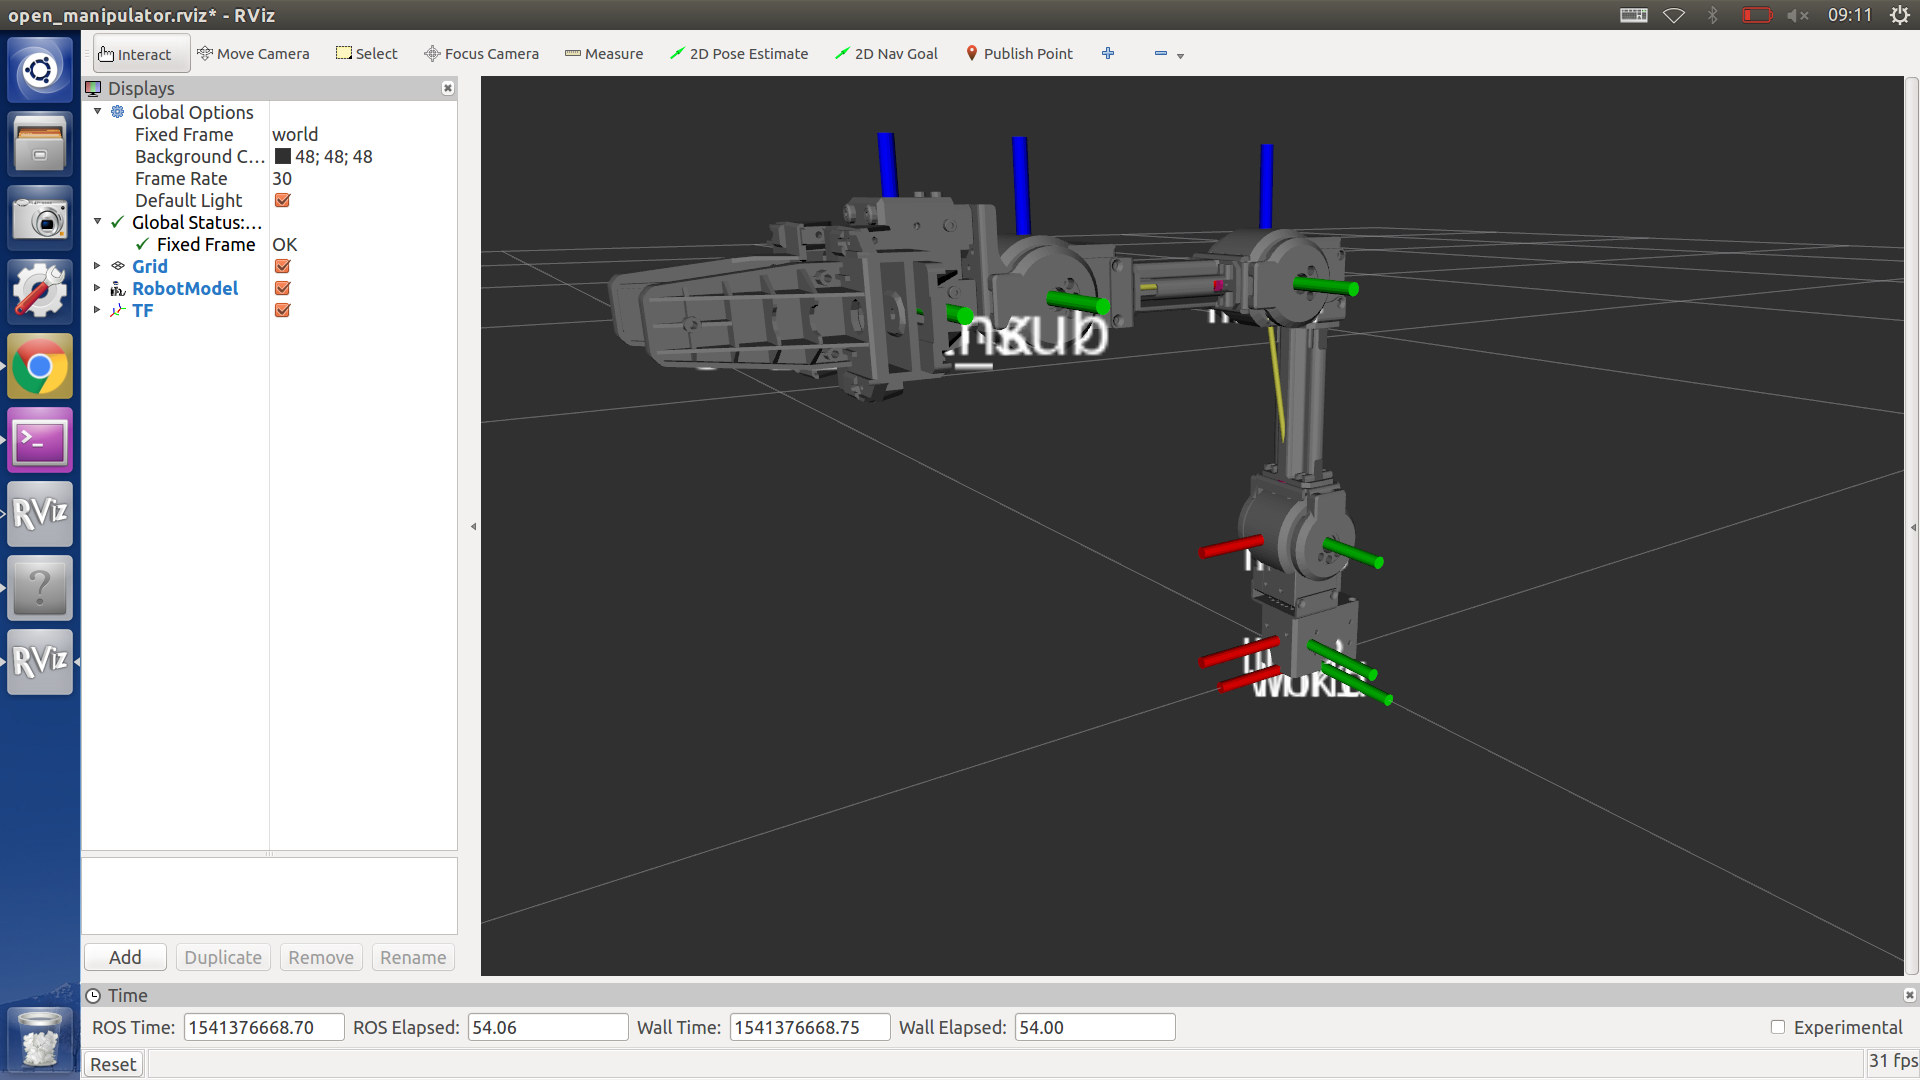 open_manipulator.rviz* - RViz
09:11
Interact
Move Camera
Select
Focus Camera
Measure
2D Pose Estimate
2D Nav Goal
Publish Point
Displays
Global Options
Fixed Frame world
Background C... 48; 48; 48
Frame Rate 30
Default Light
Global Status:...
Fixed Frame OK
Grid
RobotModel
TF
RViz
?
RViz
Add
Duplicate
Remove
Rename
Time
ROS Time: 1541376668.70
ROS Elapsed: 54.06
Wall Time: 1541376668.75
Wall Elapsed: 54.00
Experimental
Reset
31 fps